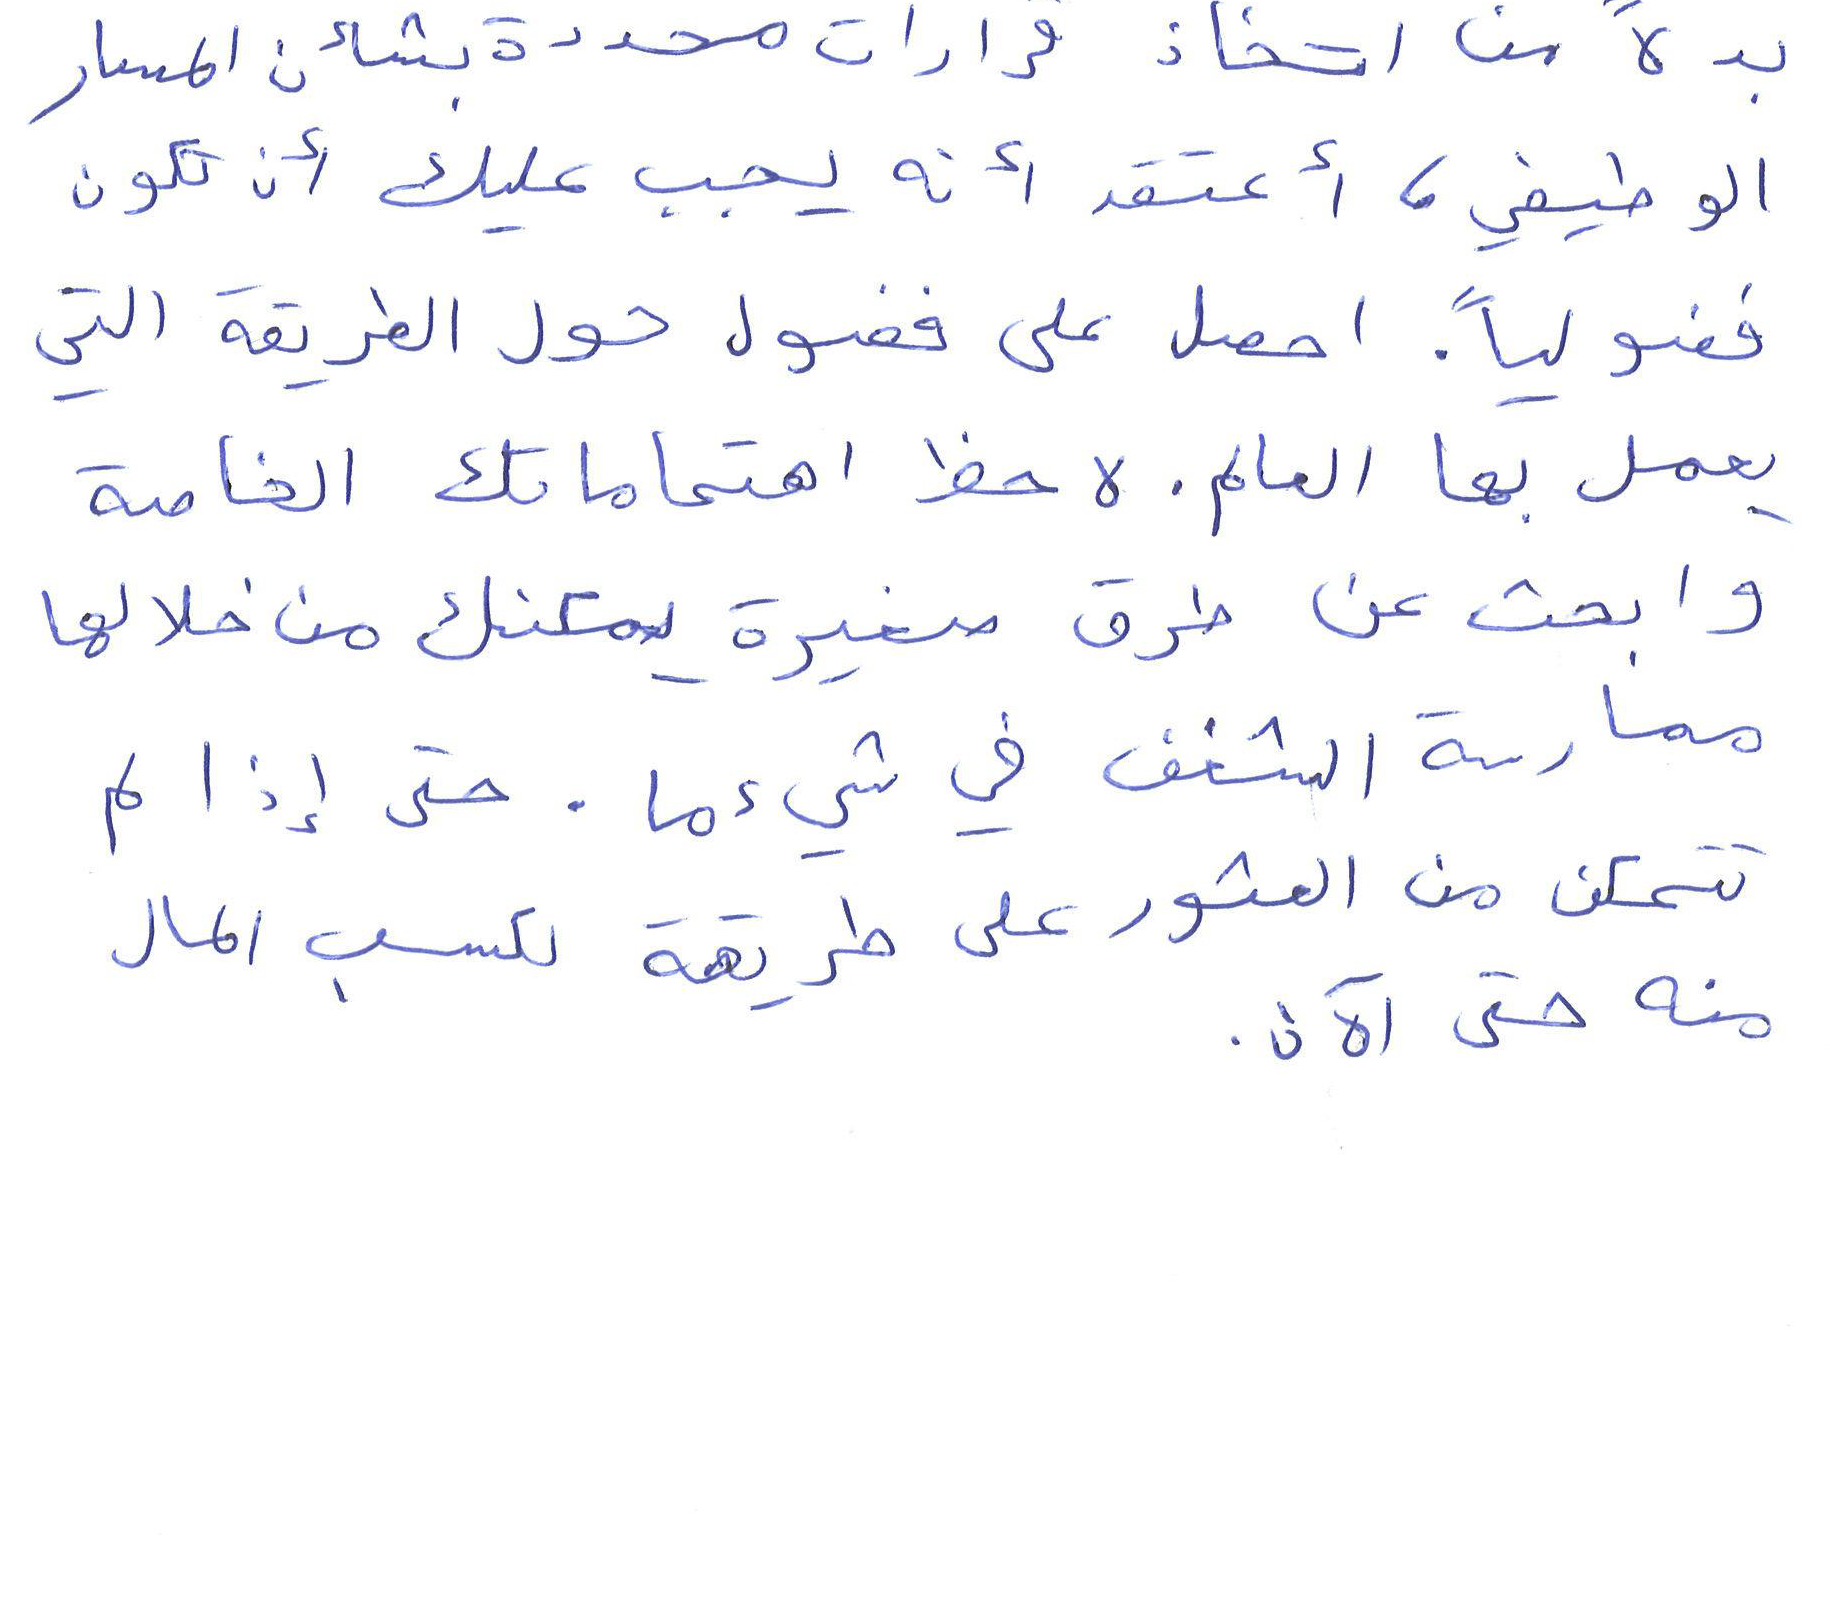 بدلاً من اتخاذ قرارات محددة بشأن المسار
الوظيفي، أعتقد أنه يجب عليك أن تكون
فضولياً. احصل على فضول حول الطريقة التي
يعمل بها العالم. لاحظ اهتماماتك الخاصة
وابحث عن طرق صغيرة يمكنك من خلالها
ممارسة الشغف في شيء ما. حتى إذا لم
تتمكن من العثور على طريقة لكسب المال
منه حتى الآن.